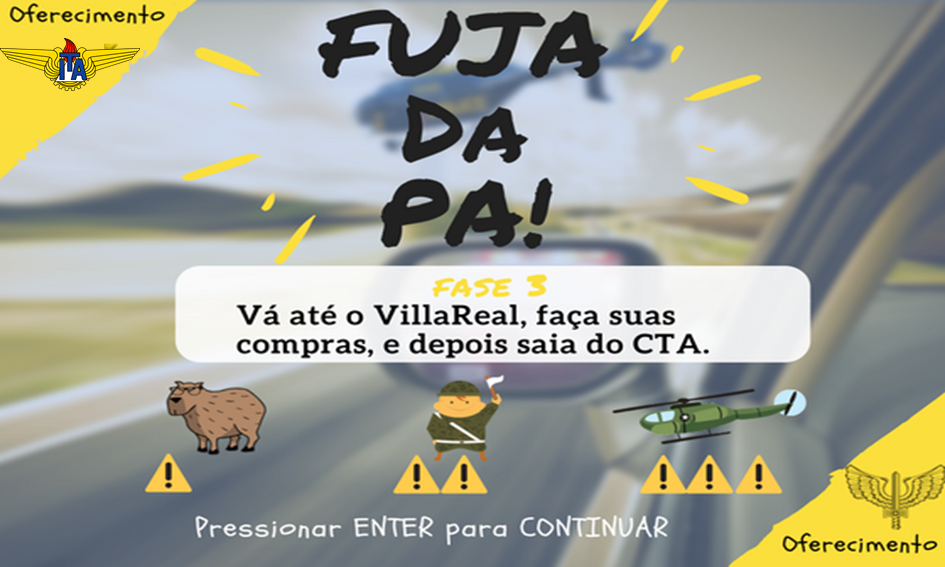 Oferecimento
ITA
FUJA
DA
PA!
FASE 3
Vá até o VillaReal, faça suas
compras, e depois saia do CTA.
Pressionar ENTER para CONTINUAR
Oferecimento